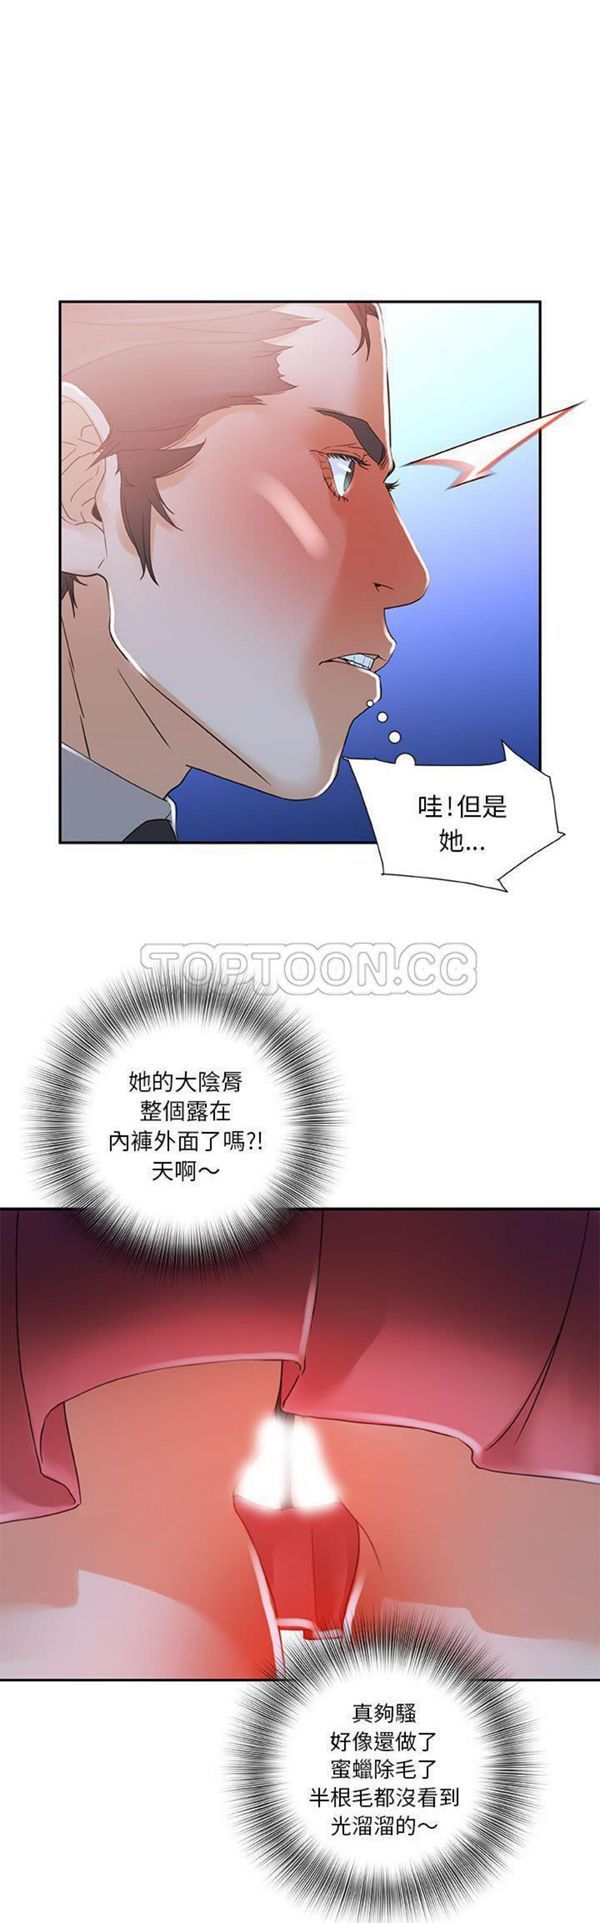 哇!但是
她...
TOPTOON.CC
她的大陰唇
整個露在
內褲外面了嗎?!
天啊～
真夠騷
好像還做了
蜜蠟除毛了
半根毛都沒看到
光溜溜的～